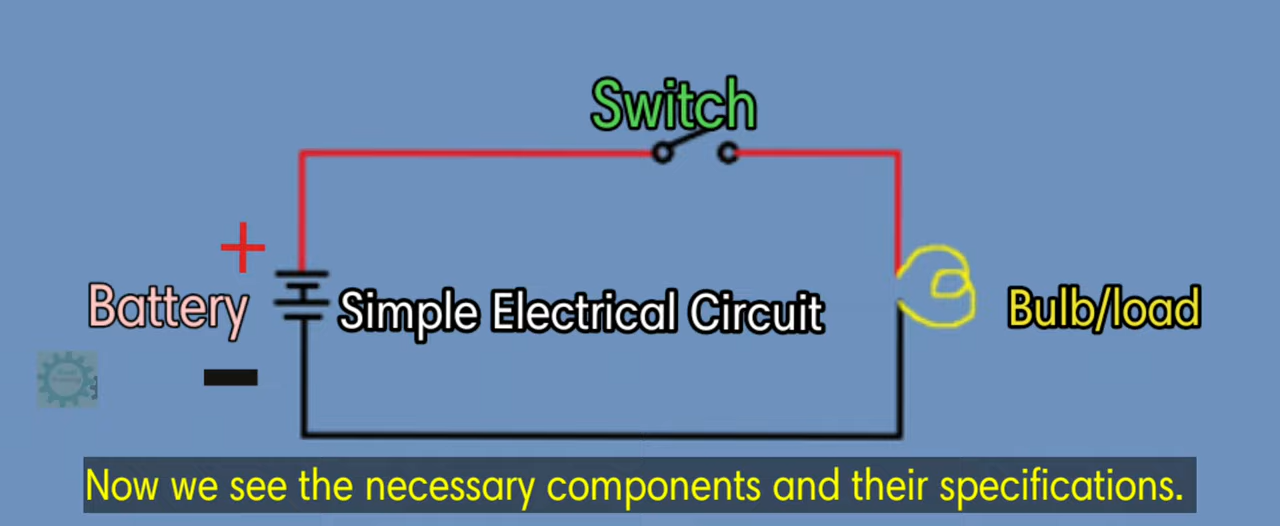 Switch
+
Battery
Simple Electrical Circuit
Bulb/load
Now we see the necessary components and their specifications.